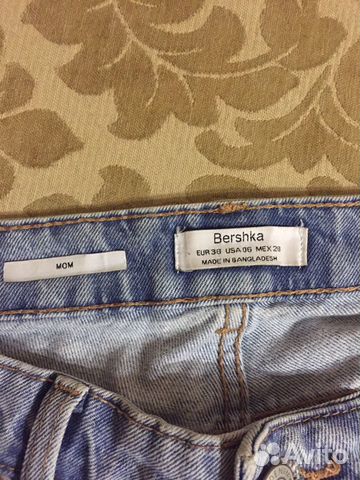 Bershka
EUR 38 USA 06 MEX 28
MADE IN BANGLADESH
MOM
Avito